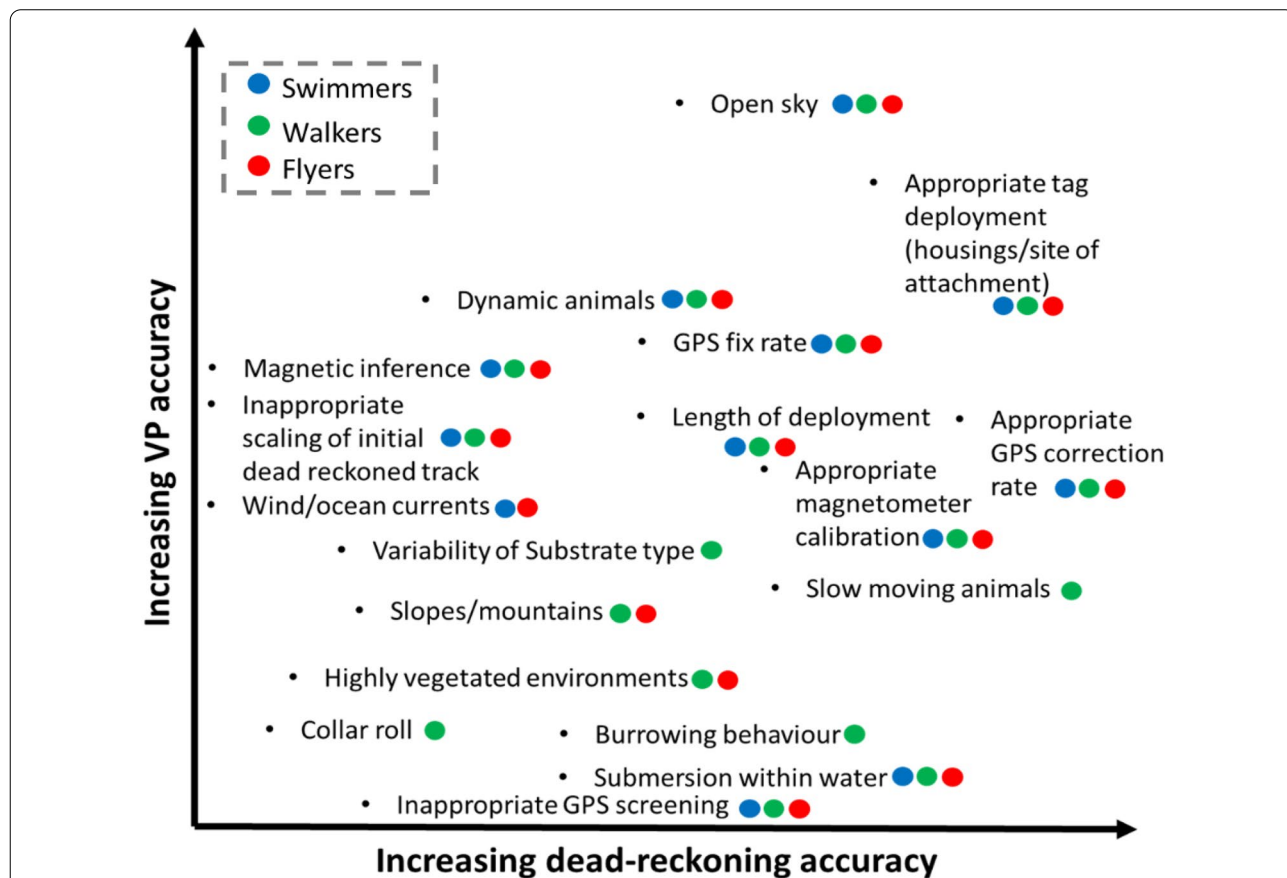 Swimmers
Walkers
Flyers
• Open sky
• Appropriate tag
deployment
(housings/site of
attachment)
• Dynamic animals
• GPS fix rate
• Magnetic inference
• Inappropriate
scaling of initial
dead reckoned track
• Length of deployment
• Appropriate
GPS correction
rate
• Appropriate
magnetometer
calibration
• Wind/ocean currents
• Variability of Substrate type
• Slow moving animals
• Slopes/mountains
• Highly vegetated environments
• Collar roll
• Burrowing behaviour
• Submersion within water
• Inappropriate GPS screening
Increasing VP accuracy
Increasing dead-reckoning accuracy